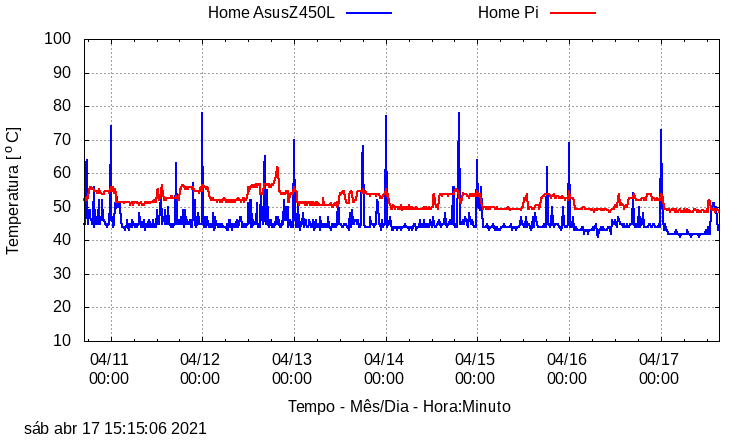 Home AsusZ450L Home Pi
100
90
80
70
60
50
40
30
20
10
Temperatura [ º C]
04/11 04/12 04/13 04/14 04/15 04/16 04/17
00:00 00:00 00:00 00:00 00:00 00:00 00:00
Tempo - Mês/Dia - Hora:Minuto
sáb abr 17 15:15:06 2021